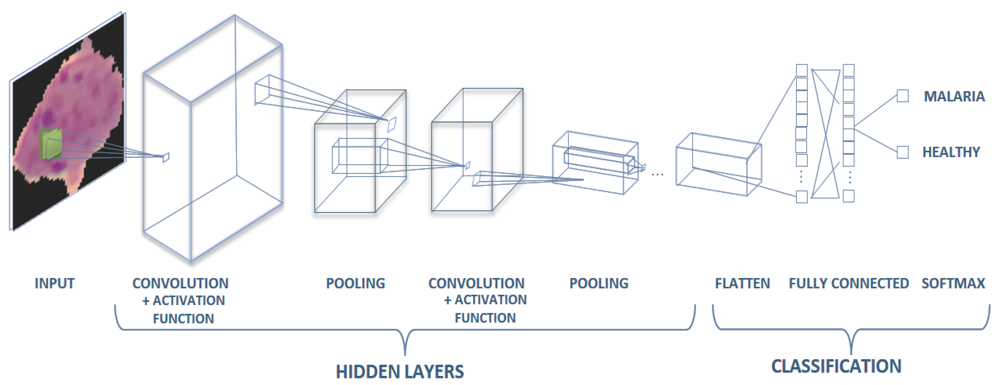 MALARIA
HEALTHY
...
INPUT
CONVOLUTION
+ ACTIVATION
FUNCTION
POOLING
CONVOLUTION
+ ACTIVATION
FUNCTION
POOLING
FLATTEN
FULLY CONNECTED
SOFTMAX
HIDDEN LAYERS
CLASSIFICATION